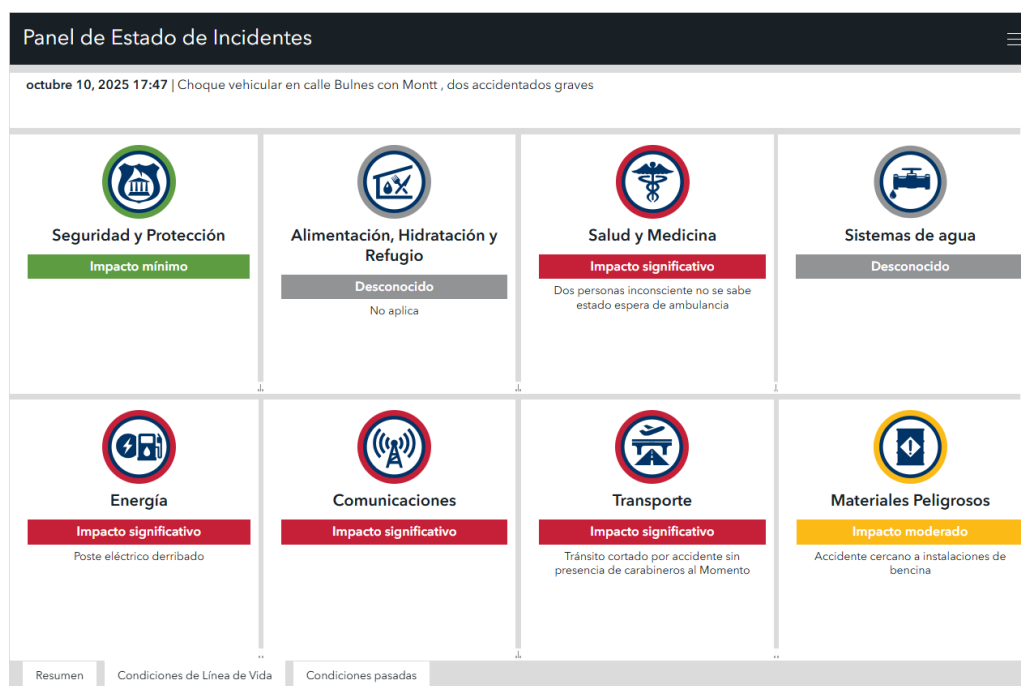 Panel de Estado de Incidentes
octubre 10, 2025 17:47 | Choque vehicular en calle Bulnes con Montt , dos accidentados graves
Seguridad y Protección
Impacto mínimo
Alimentación, Hidratación y
Refugio
Desconocido
No aplica
Salud y Medicina
Impacto significativo
Dos personas inconsciente no se sabe
estado espera de ambulancia
Sistemas de agua
Desconocido
Energía
Impacto significativo
Poste eléctrico derribado
Comunicaciones
Impacto significativo
Transporte
Impacto significativo
Tránsito cortado por accidente sin
presencia de carabineros al Momento
Materiales Peligrosos
Impacto moderado
Accidente cercano a instalaciones de
bencina
Resumen
Condiciones de Línea de Vida
Condiciones pasadas